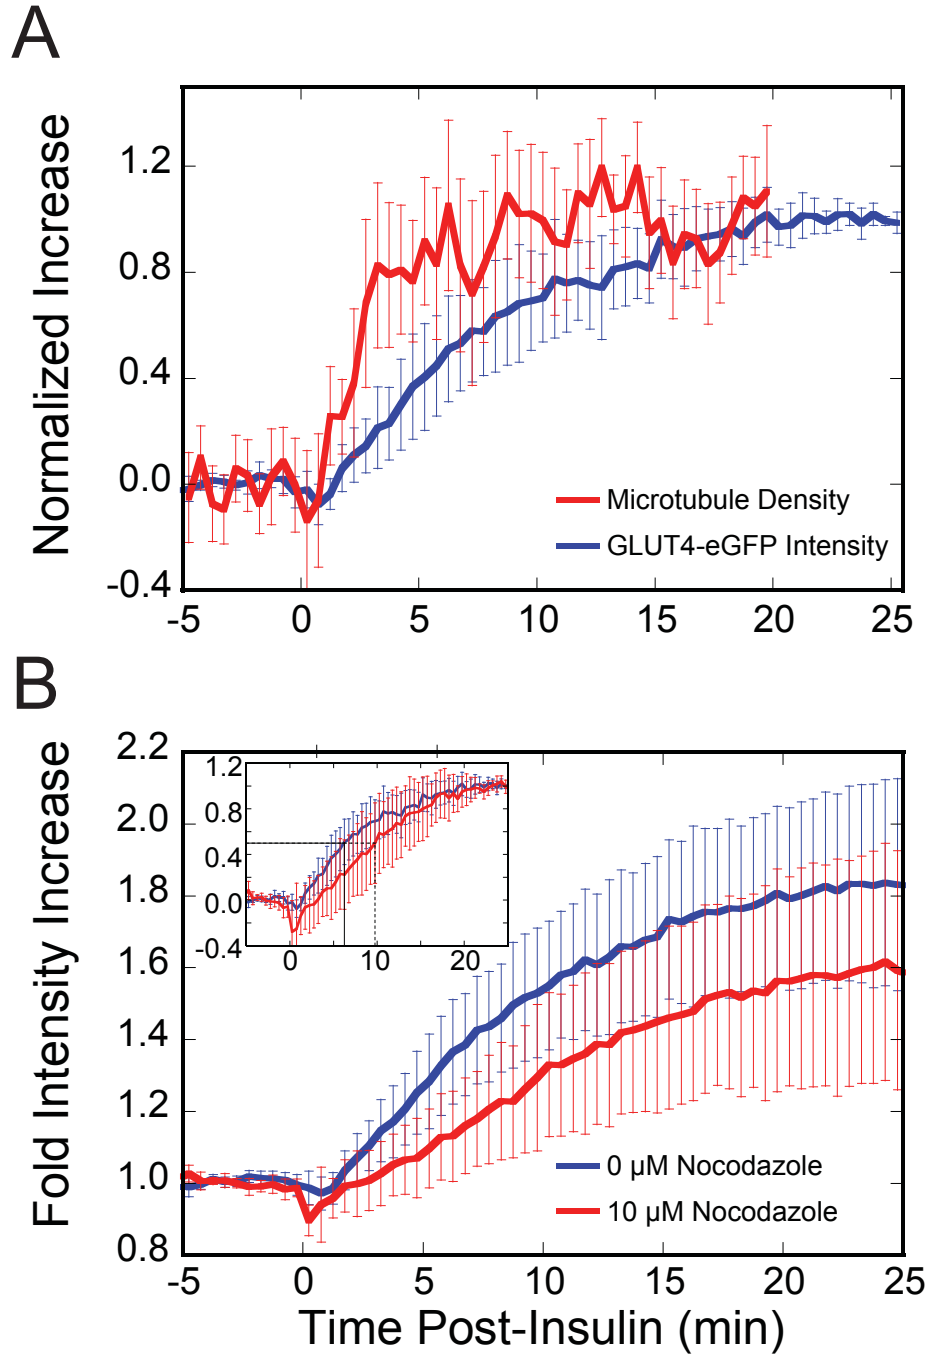 A
Normalized Increase
1.2
0.8
0.4
0.0
-0.4
Microtubule Density
GLUT4-eGFP Intensity
-5 0 5 10 15 20 25
B
Fold Intensity Increase
2.2
2.0
1.8
1.6
1.4
1.2
1.0
0.8
1.2
0.8
0.4
0.0
-0.4
0 10 20
0 µM Nocodazole
10 µM Nocodazole
-5 0 5 10 15 20 25
Time Post-Insulin (min)